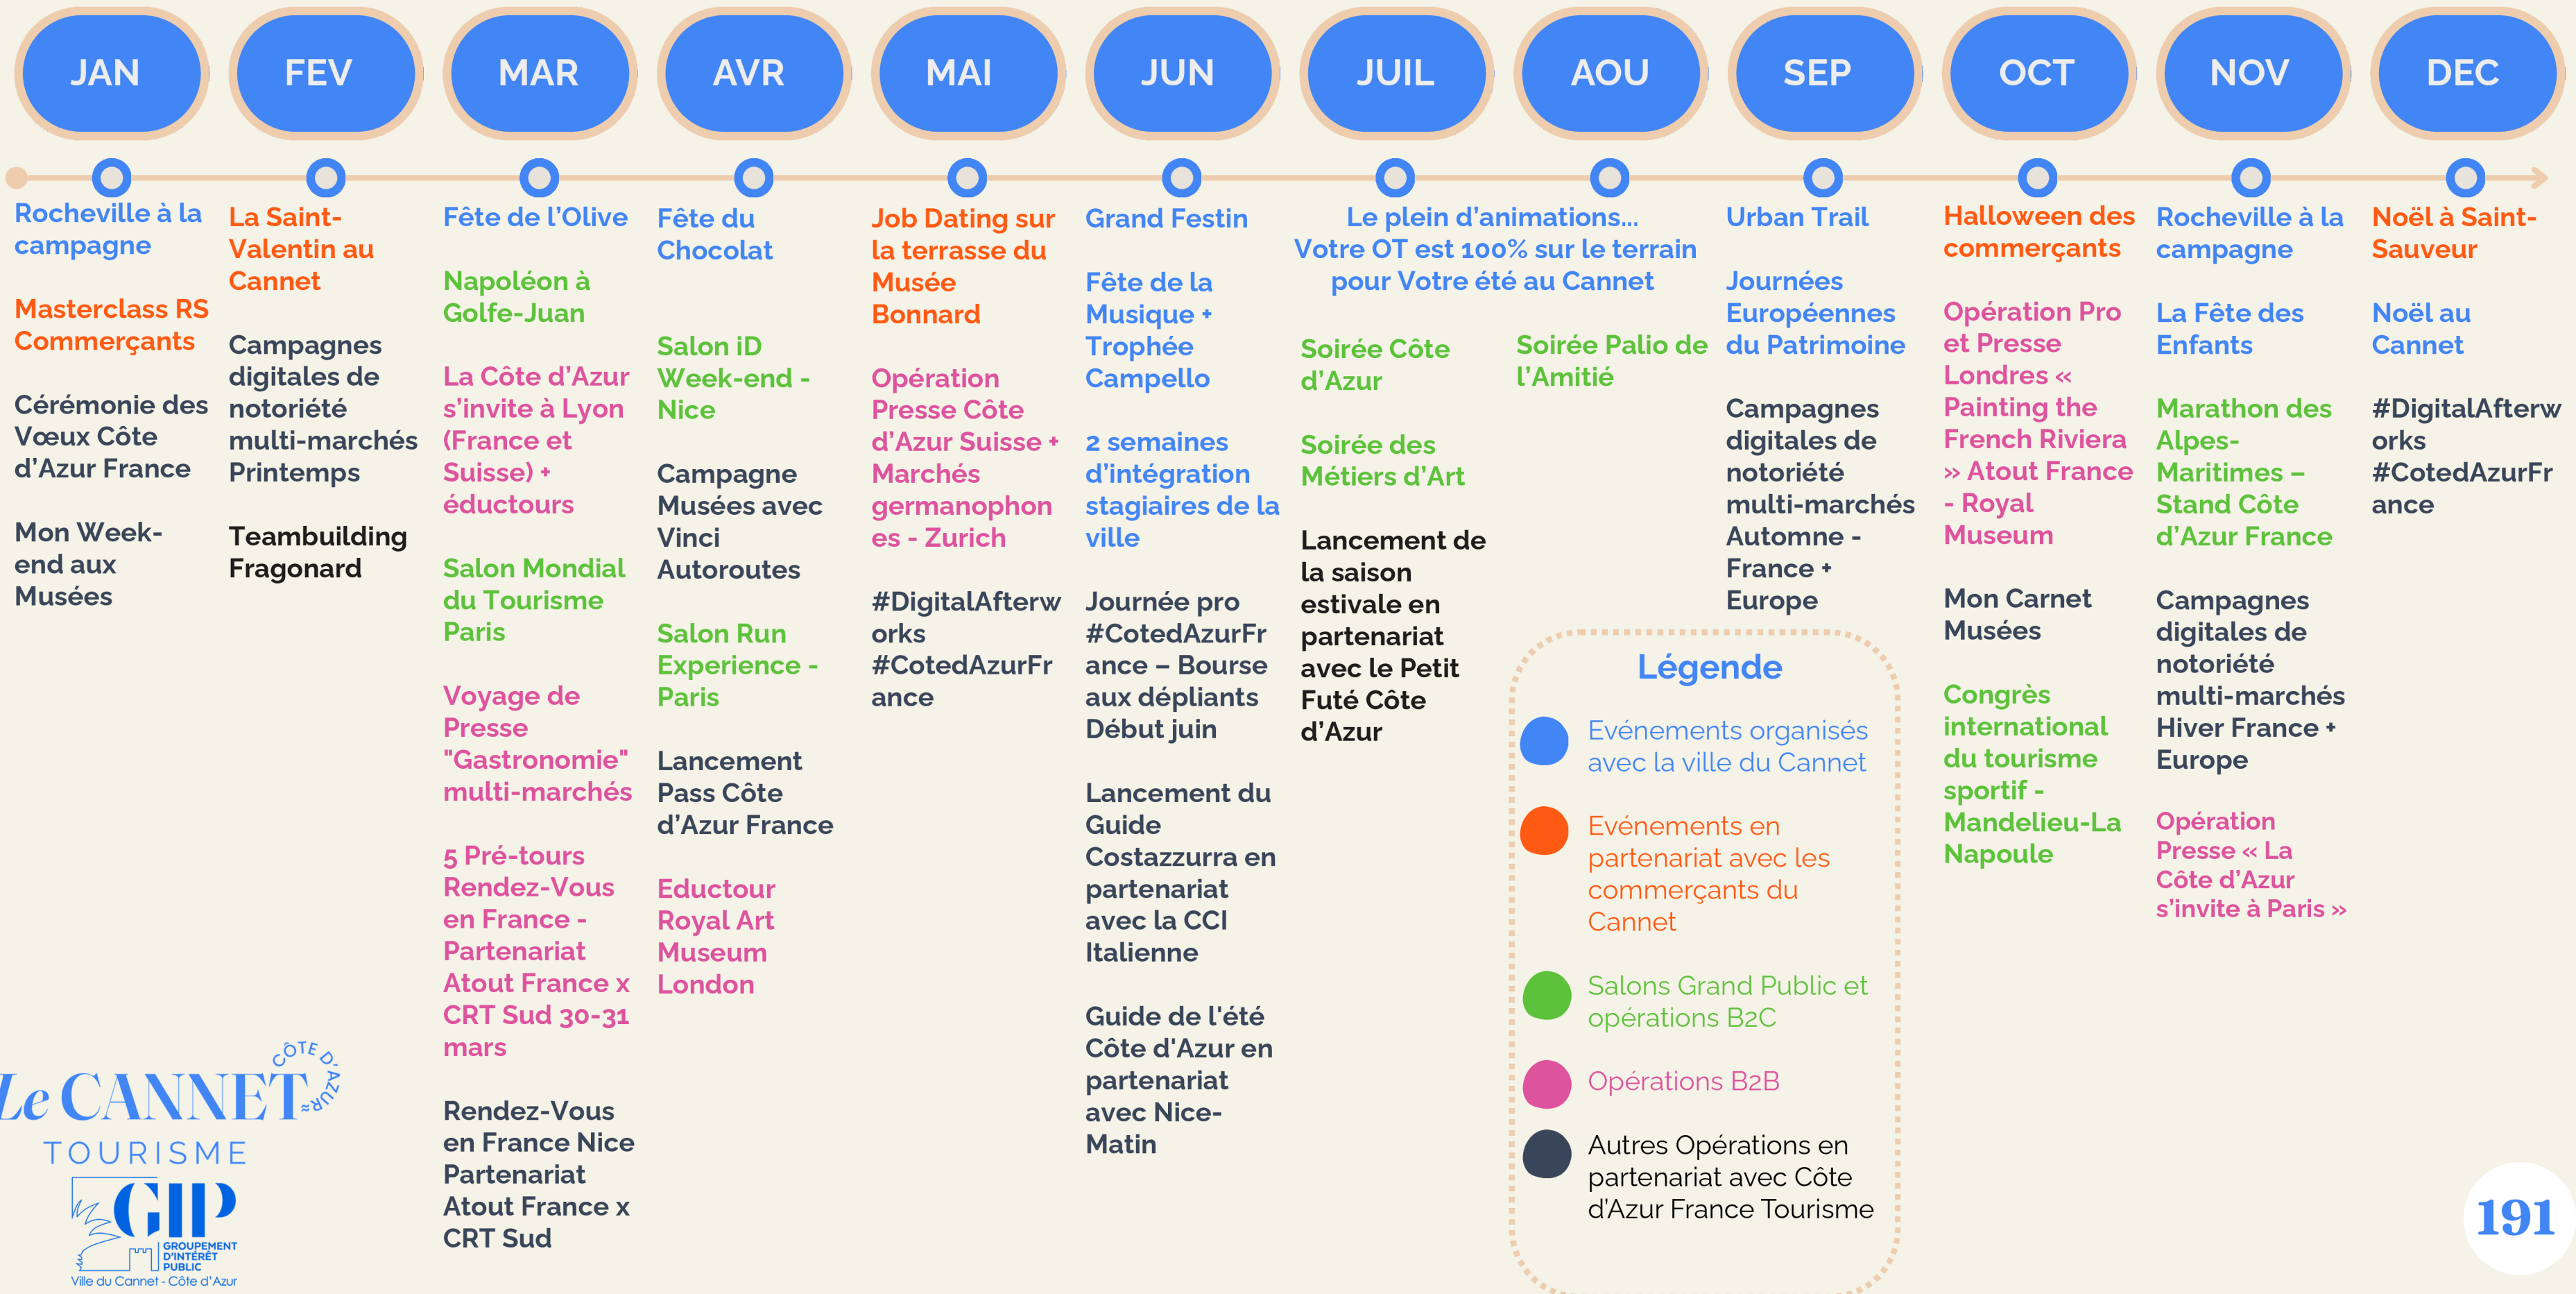 JAN
FEV
MAR
AVR
MAI
JUN
JUIL
AOU
SEP
OCT
NOV
DEC
Rocheville à la
campagne
Masterclass RS
Commerçants
Cérémonie des
Vœux Côte
d’Azur France
Mon Week-
end aux
Musées
La Saint-
Valentin au
Cannet
Campagnes
digitales de
notoriété
multi-marchés
Printemps
Teambuilding
Fragonard
Fête de l’Olive
Napoléon à
Golfe-Juan
La Côte d’Azur
s’invite à Lyon
(France et
Suisse) +
éductours
Salon Mondial
du Tourisme
Paris
Voyage de
Presse
"Gastronomie"
multi-marchés
5 Pré-tours
Rendez-Vous
en France -
Partenariat
Atout France x
CRT Sud 30-31
mars
Rendez-Vous
en France Nice
Partenariat
Atout France x
CRT Sud
Fête du
Chocolat
Salon iD
Week-end -
Nice
Campagne
Musées avec
Vinci
Autoroutes
Salon Run
Experience -
Paris
Lancement
Pass Côte
d’Azur France
Eductour
Royal Art
Museum
London
Job Dating sur
la terrasse du
Musée
Bonnard
Opération
Presse Côte
d’Azur Suisse +
Marchés
germanophon
es - Zurich
#DigitalAfterw
orks
#CotedAzurFr
ance
Grand Festin
Fête de la
Musique +
Trophée
Campello
2 semaines
d’intégration
stagiaires de la
ville
Journée pro
#CotedAzurFr
ance – Bourse
aux dépliants
Début juin
Lancement du
Guide
Costazzurra en
partenariat
avec la CCI
Italienne
Guide de l'été
Côte d'Azur en
partenariat
avec Nice-
Matin
Le plein d’animations...
Votre OT est 100% sur le terrain
pour Votre été au Cannet
Soirée Côte
d’Azur
Soirée des
Métiers d’Art
Lancement de
la saison
estivale en
partenariat
avec le Petit
Futé Côte
d’Azur
Soirée Palio de
l’Amitié
Urban Trail
Journées
Européennes
du Patrimoine
Campagnes
digitales de
notoriété
multi-marchés
Automne -
France +
Europe
Halloween des
commerçants
Opération Pro
et Presse
Londres «
Painting the
French Riviera
» Atout France
- Royal
Museum
Mon Carnet
Musées
Congrès
international
du tourisme
sportif -
Mandelieu-La
Napoule
Rocheville à la
campagne
La Fête des
Enfants
Marathon des
Alpes-
Maritimes –
Stand Côte
d’Azur France
Campagnes
digitales de
notoriété
multi-marchés
Hiver France +
Europe
Opération
Presse « La
Côte d’Azur
s’invite à Paris »
Noël à Saint-
Sauveur
Noël au
Cannet
#DigitalAfterw
orks
#CotedAzurFr
ance
Légende
Evénements organisés
avec la ville du Cannet
Evénements en
partenariat avec les
commerçants du
Cannet
Salons Grand Public et
opérations B2C
Opérations B2B
Autres Opérations en
partenariat avec Côte
d’Azur France Tourisme
Le CANNET
CÔTE D’AZUR
TOURISME
GIP
GROUPEMENT
D’INTÉRÊT
PUBLIC
Ville du Cannet - Côte d’Azur
191